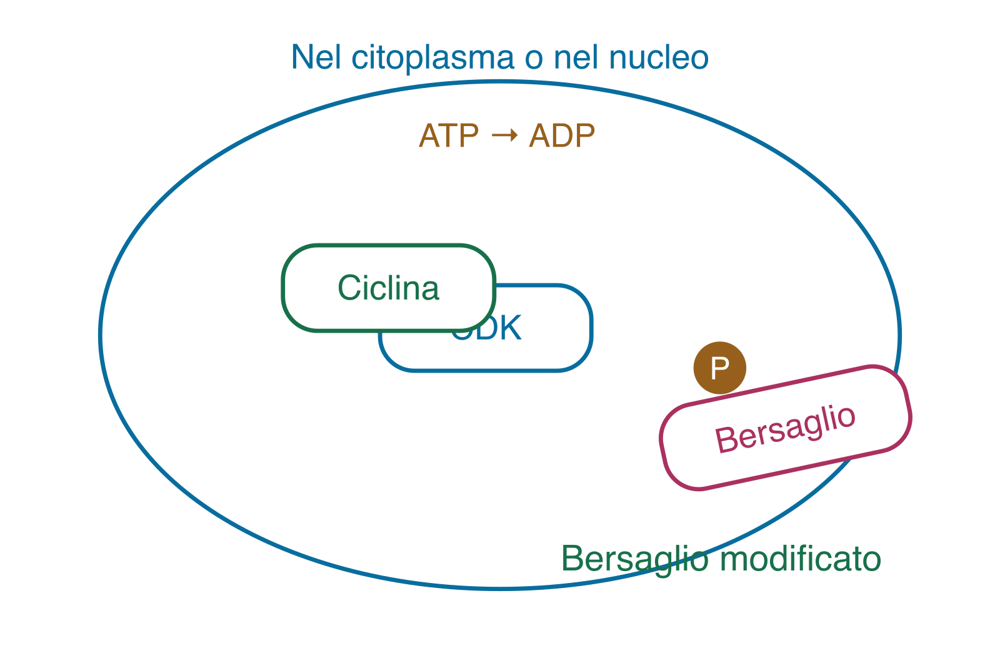 Nel citoplasma o nel nucleo
ATP → ADP
Ciclina
CDK
P
Bersaglio
Bersaglio modificato